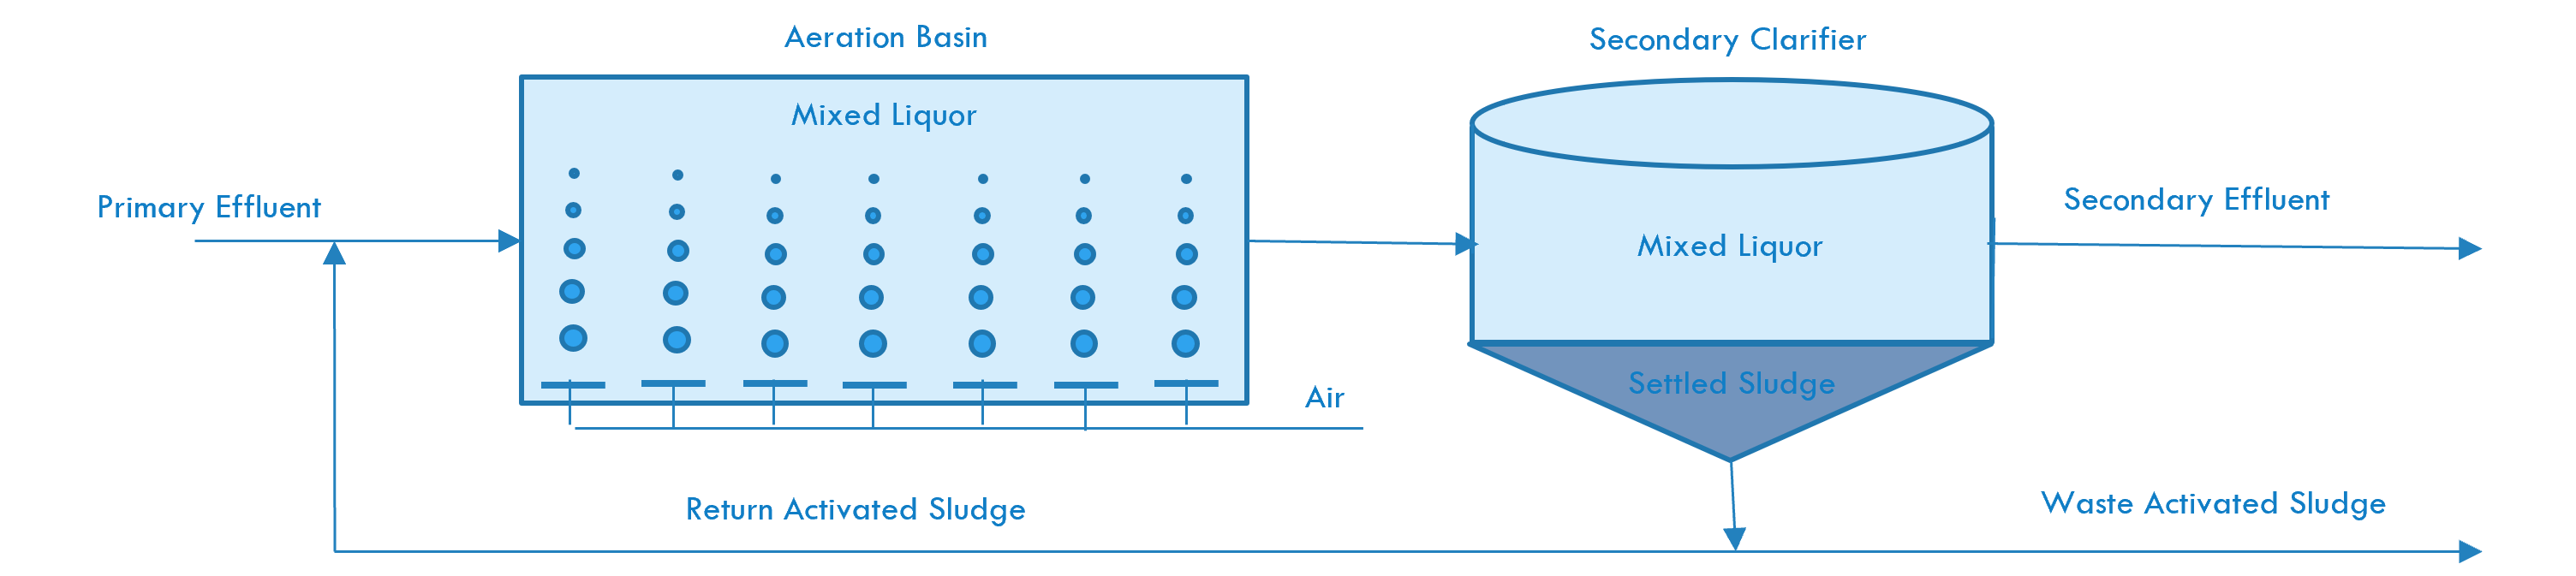 Aeration Basin
Secondary Clarifier
Mixed Liquor
Primary Effluent
Secondary Effluent
Mixed Liquor
Settled Sludge
Air
Return Activated Sludge
Waste Activated Sludge